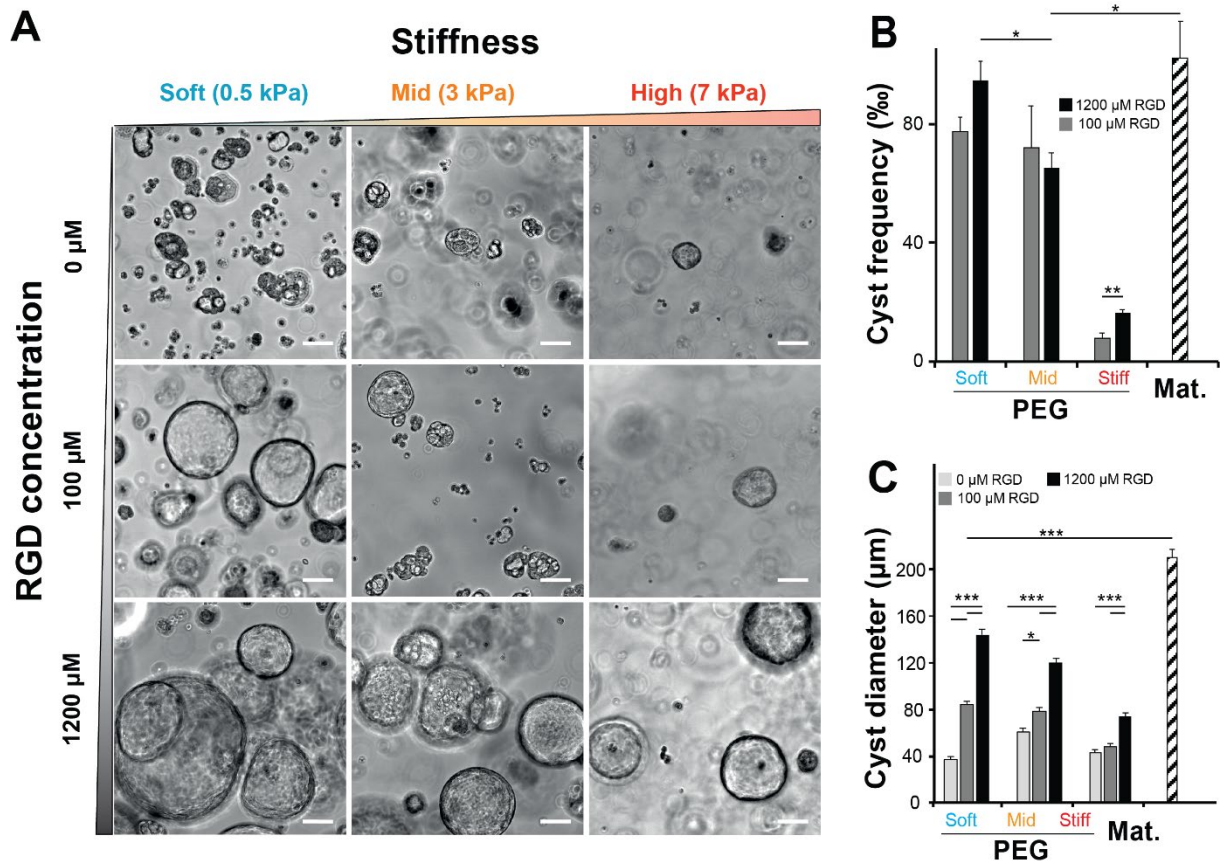 A
Stiffness
Soft (0.5 kPa)
Mid (3 kPa)
High (7 kPa)
RGD concentration
0 µM
100 µM
1200 µM
B
*
*
Cyst frequency (‰)
80
40
0
1200 µM RGD
100 µM RGD
**
Soft
Mid
Stiff
Mat.
PEG
C
0 µM RGD
1200 µM RGD
100 µM RGD
***
Cyst diameter (µm)
200
160
120
80
40
0
***
***
***
*
Soft
Mid
Stiff
Mat.
PEG